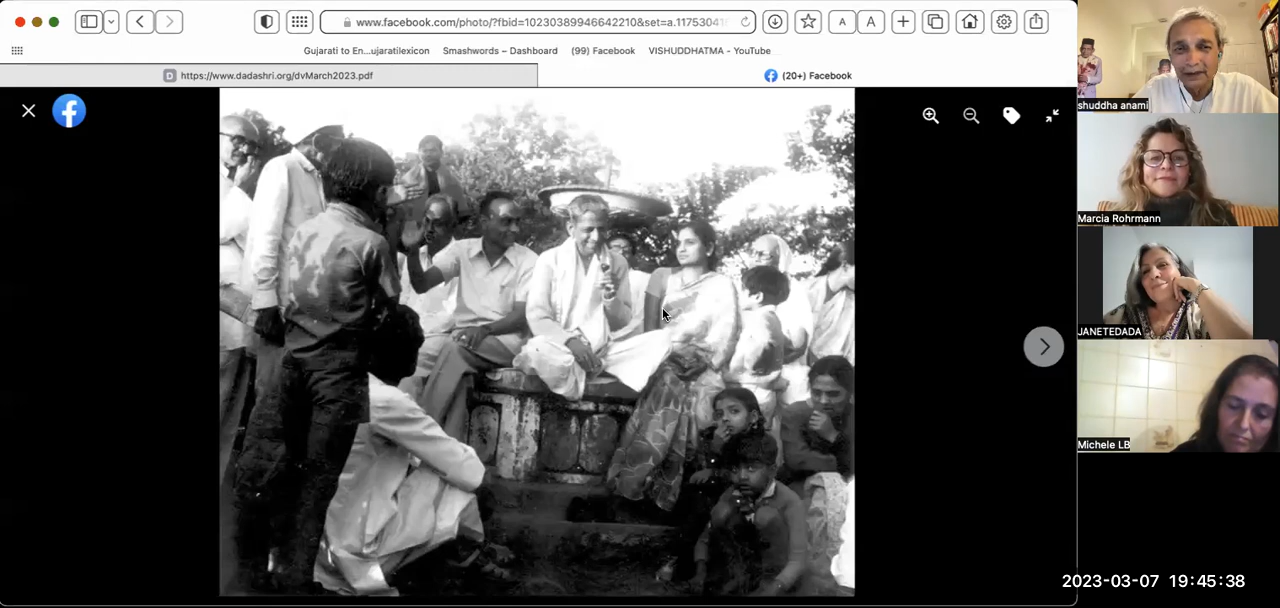 www.facebook.com/photo/?fbid=10230389946642210&set=a.11753041
A A
Gujarati to En...ujaratilexicon Smashwords – Dashboard (99) Facebook VISHUDDHATMA - YouTube
D https://www.dadashri.org/dvMarch2023.pdf
(20+) Facebook
shuddha anami
Marcia Rohrmann
JANETEDADA
Michele LB
2023-03-07 19:45:38